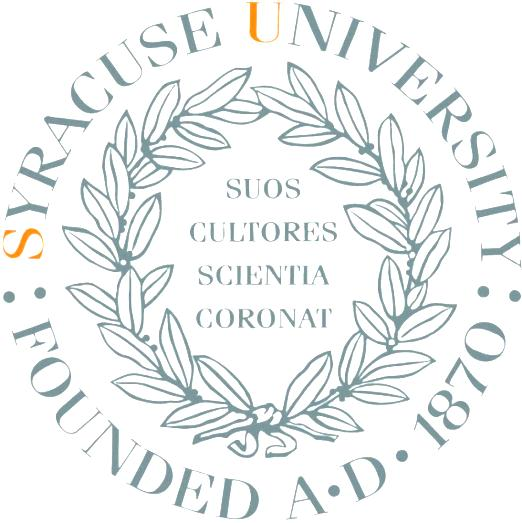 SYRACUSE UNIVERSITY
SUOS
CULTORES
SCIENTIA
CORONAT
: FOUNDED A·D· 1870 :